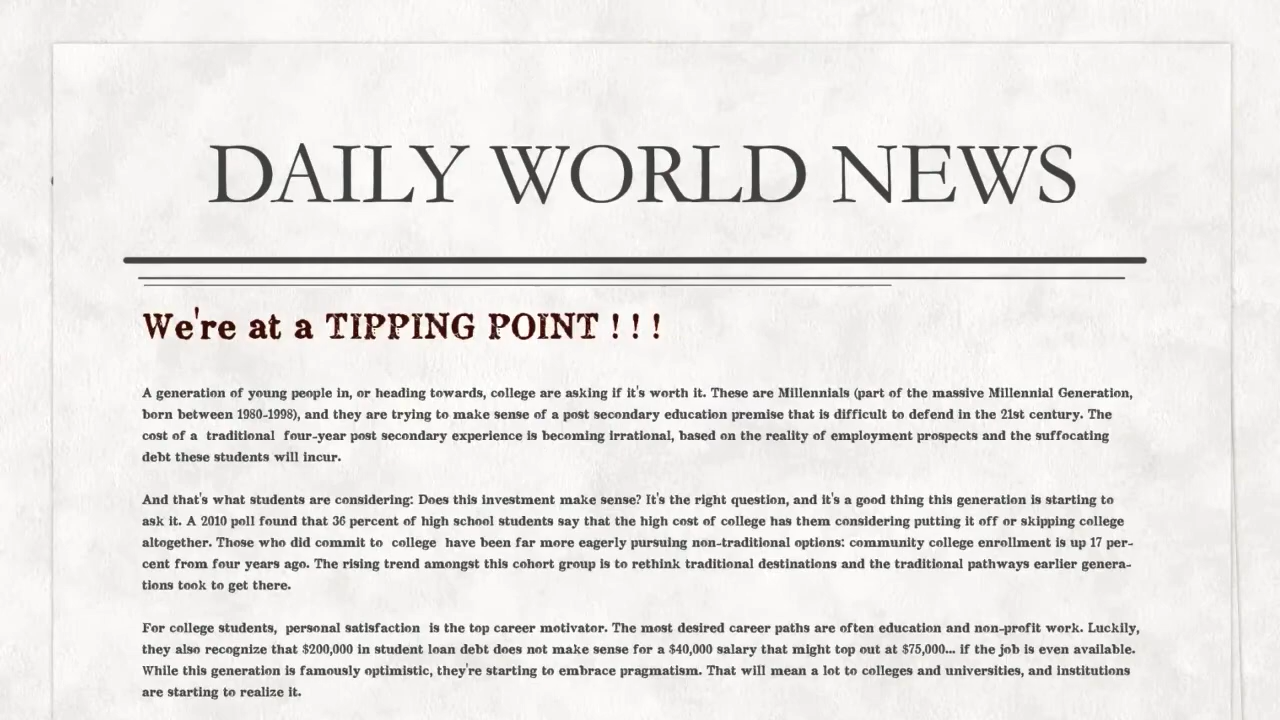 DAILY WORLD NEWS
We're at a TIPPING POINT ! ! !
A generation of young people in, or heading towards, college are asking if it's worth it. These are Millennials (part of the massive Millennial Generation,
born between 1980-1998), and they are trying to make sense of a post secondary education premise that is difficult to defend in the 21st century. The
cost of a traditional four-year post secondary experience is becoming irrational, based on the reality of employment prospects and the suffocating
debt these students will incur.
And that's what students are considering: Does this investment make sense? It's the right question, and it's a good thing this generation is starting to
ask it. A 2010 poll found that 36 percent of high school students say that the high cost of college has them considering putting it off or skipping college
altogether. Those who did commit to college have been far more eagerly pursuing non-traditional options: community college enrollment is up 17 per-
cent from four years ago. The rising trend amongst this cohort group is to rethink traditional destinations and the traditional pathways earlier genera-
tions took to get there.
For college students, personal satisfaction is the top career motivator. The most desired career paths are often education and non-profit work. Luckily,
they also recognize that $200,000 in student loan debt does not make sense for a $40,000 salary that might top out at $75,000... if the job is even available.
While this generation is famously optimistic, they're starting to embrace pragmatism. That will mean a lot to colleges and universities, and institutions
are starting to realize it.